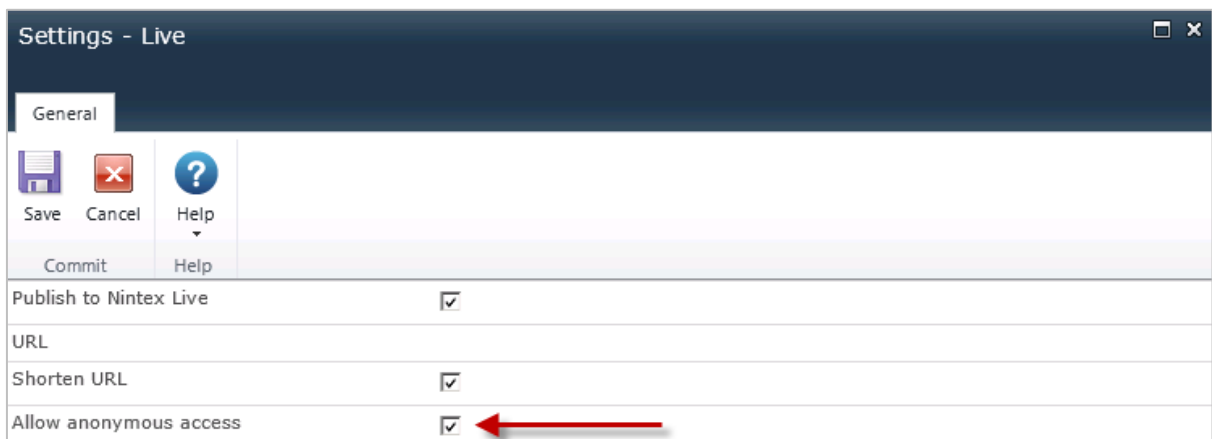 Settings - Live
General
Save Cancel Help
Commit Help
Publish to Nintex Live
URL
Shorten URL
Allow anonymous access